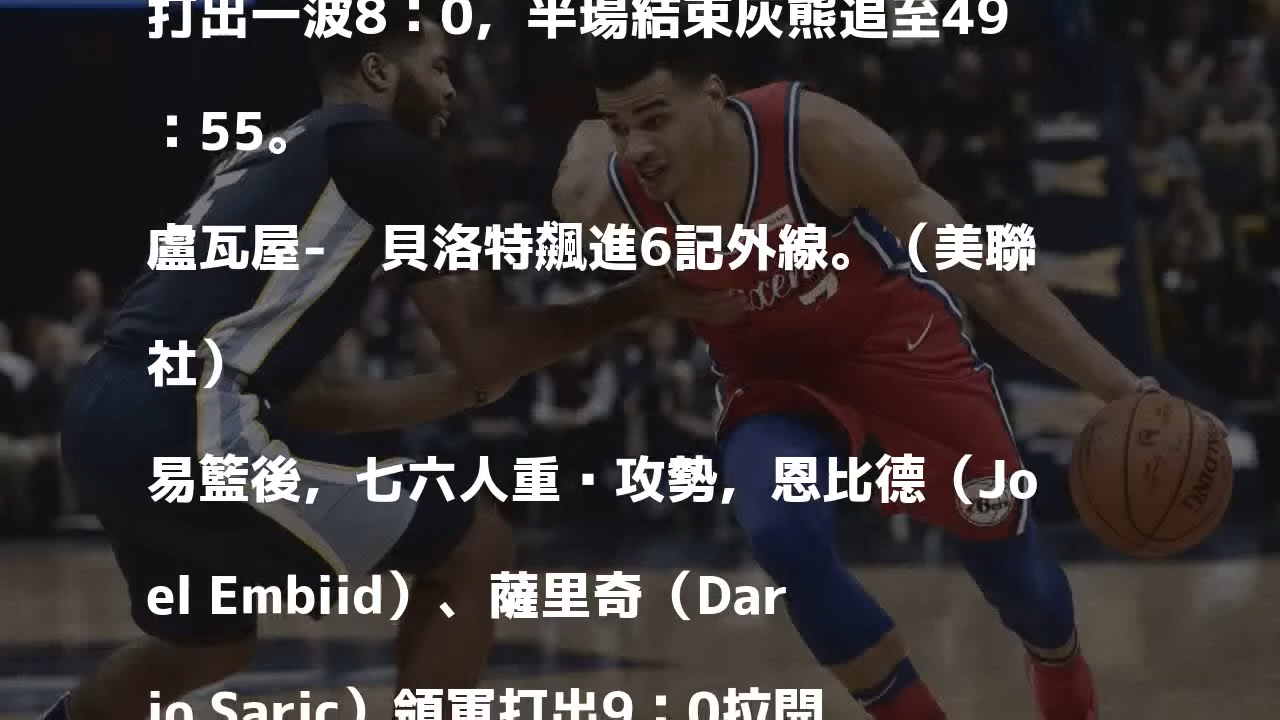 打出一波8：0，半場結束灰熊追至49
：55。
盧瓦屋- 貝洛特飆進6記外線。（美聯
社）
易籃後，七六人重·攻勢，恩比德（Jo
el Embiid）、薩里奇（Dar
io Saric）領軍打出9：0拉開